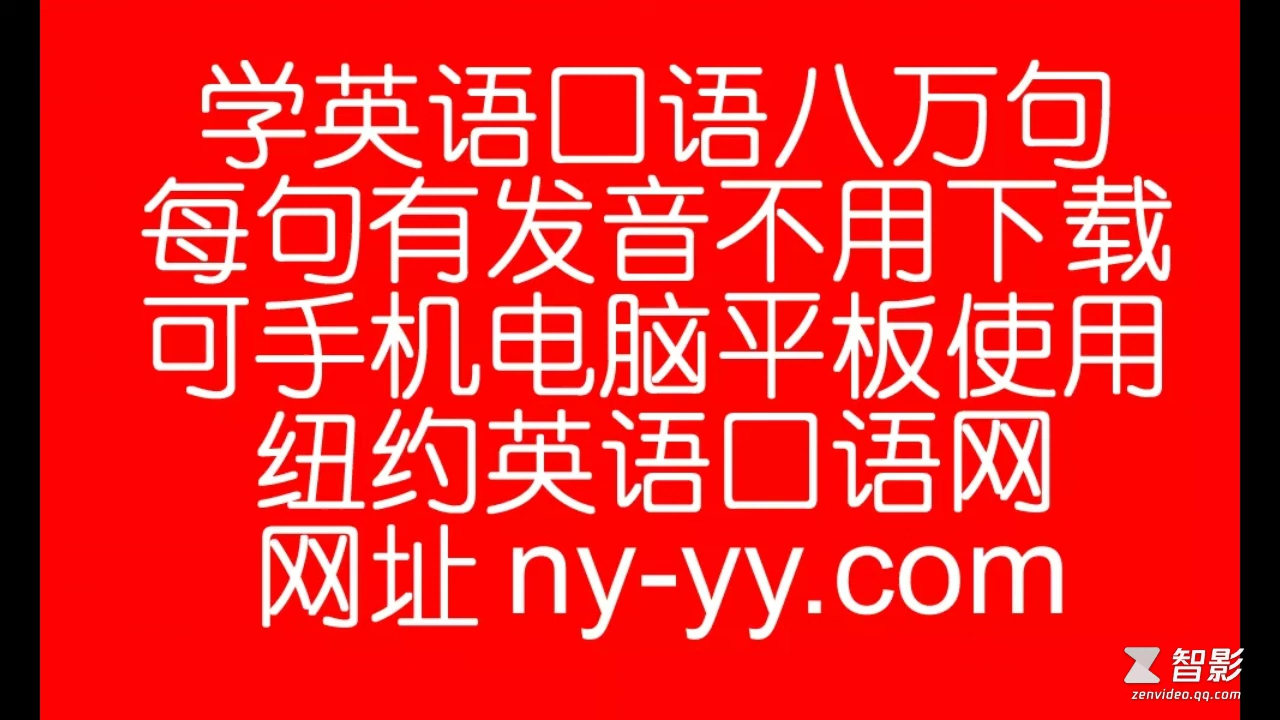 学英语口语八万句
每句有发音不用下载
可手机电脑平板使用
纽约英语口语网
网址 ny-yy.com
智影
zenvideo.qq.com